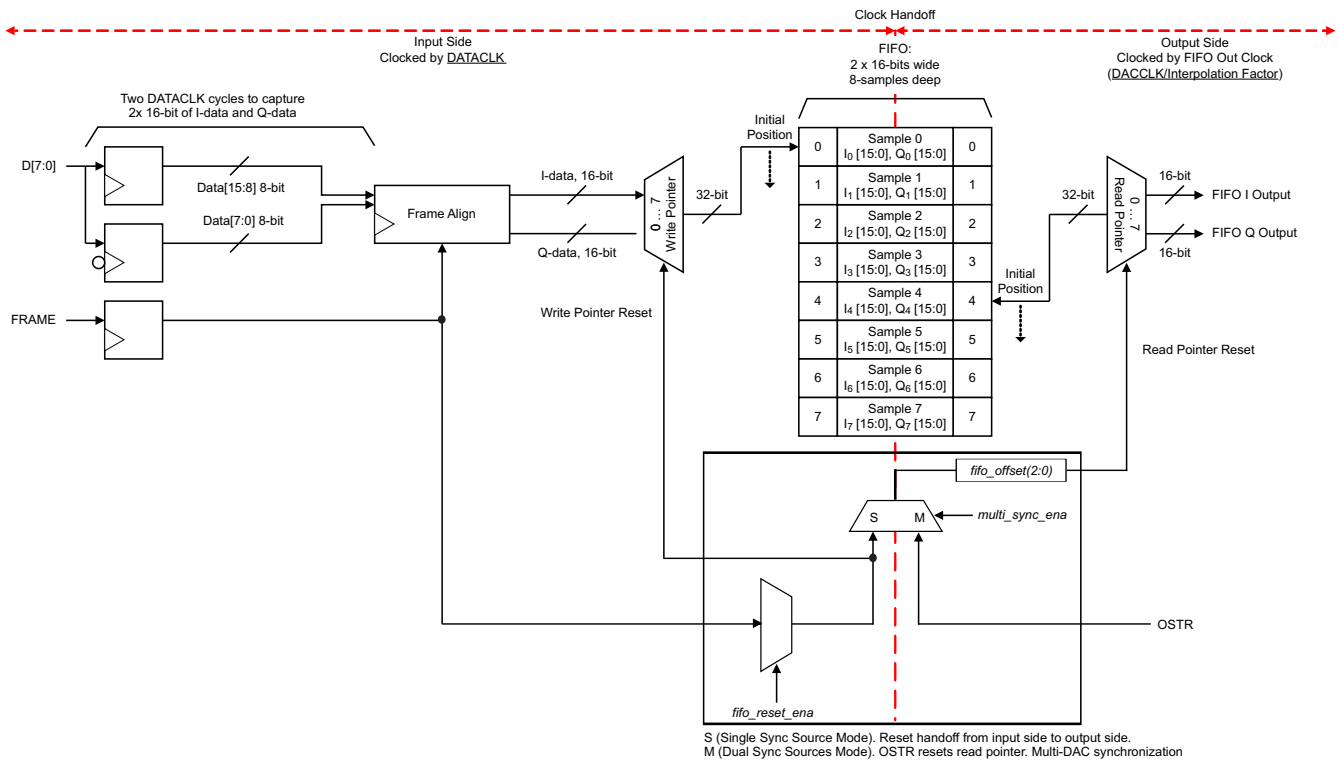 Clock Handoff
Input Side
Clocked by DATACLK
FIFO:
2 x 16-bits wide
8-samples deep
Output Side
Clocked by FIFO Out Clock
(DACCLK/Interpolation Factor)
Two DATACLK cycles to capture
2x 16-bit of I-data and Q-data
Initial
Position
D[7:0]
Data[15:8] 8-bit
Data[7:0] 8-bit
Frame Align
I-data, 16-bit
Q-data, 16-bit
0 … 7
Write Pointer
32-bit
0 Sample 0 0
I0 [15:0], Q0 [15:0]
1 Sample 1 1
I1 [15:0], Q1 [15:0]
2 Sample 2 2
I2 [15:0], Q2 [15:0]
3 Sample 3 3
I3 [15:0], Q3 [15:0]
4 Sample 4 4
I4 [15:0], Q4 [15:0]
5 Sample 5 5
I5 [15:0], Q5 [15:0]
6 Sample 6 6
I6 [15:0], Q6 [15:0]
7 Sample 7 7
I7 [15:0], Q7 [15:0]
Initial
Position
32-bit
0 … 7
Read Pointer
16-bit
FIFO I Output
FIFO Q Output
16-bit
FRAME
Write Pointer Reset
Read Pointer Reset
fifo_offset(2:0)
S M
multi_sync_ena
OSTR
fifo_reset_ena
S (Single Sync Source Mode). Reset handoff from input side to output side.
M (Dual Sync Sources Mode). OSTR resets read pointer. Multi-DAC synchronization